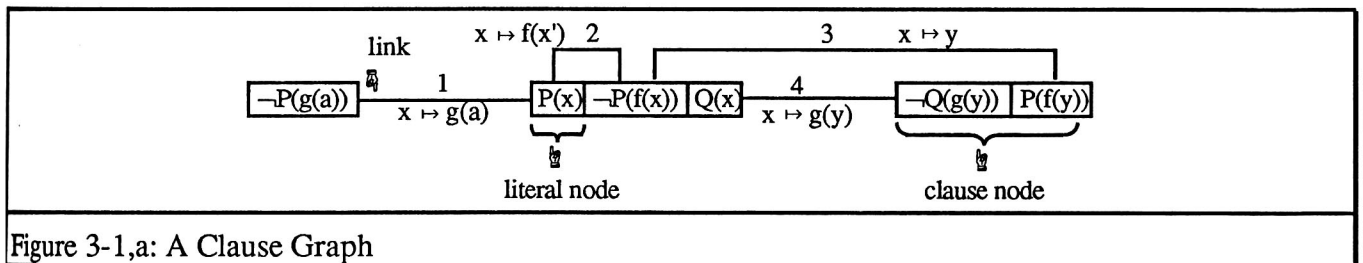 x ↦ f(x') 2 3 x ↦ y
link
1
4
¬P(g(a)) P(x) ¬P(f(x)) Q(x) ¬Q(g(y)) P(f(y))
x ↦ g(a) x ↦ g(y)
literal node clause node
Figure 3-1,a: A Clause Graph